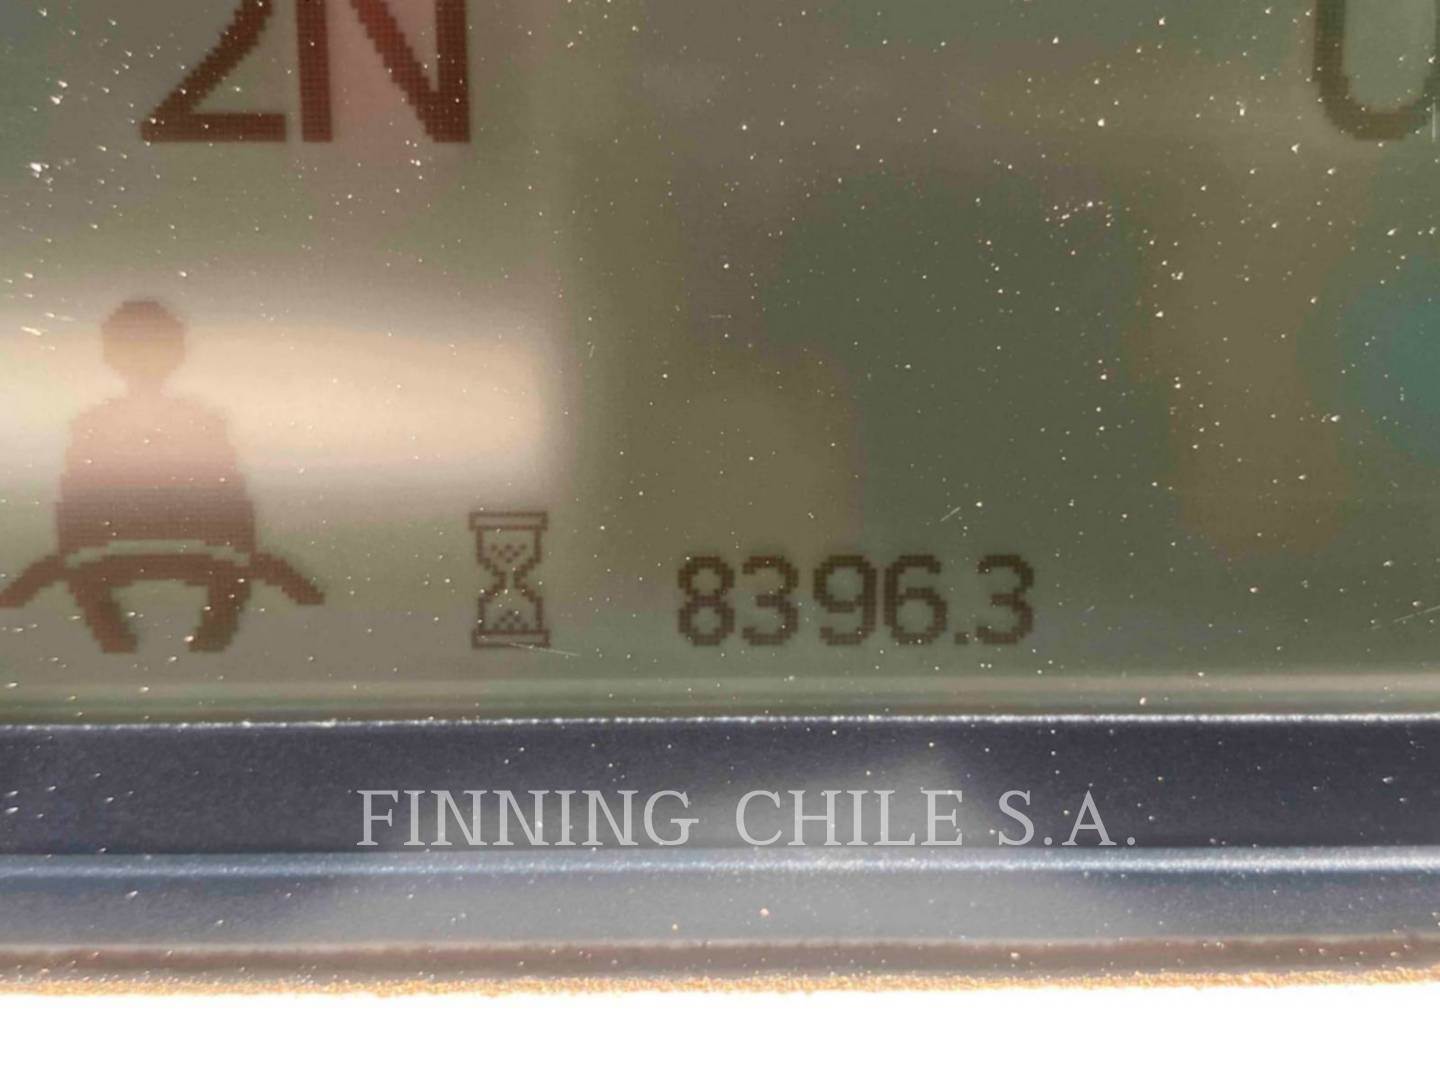 2N
8396.3
FINNING CHILE S.A.